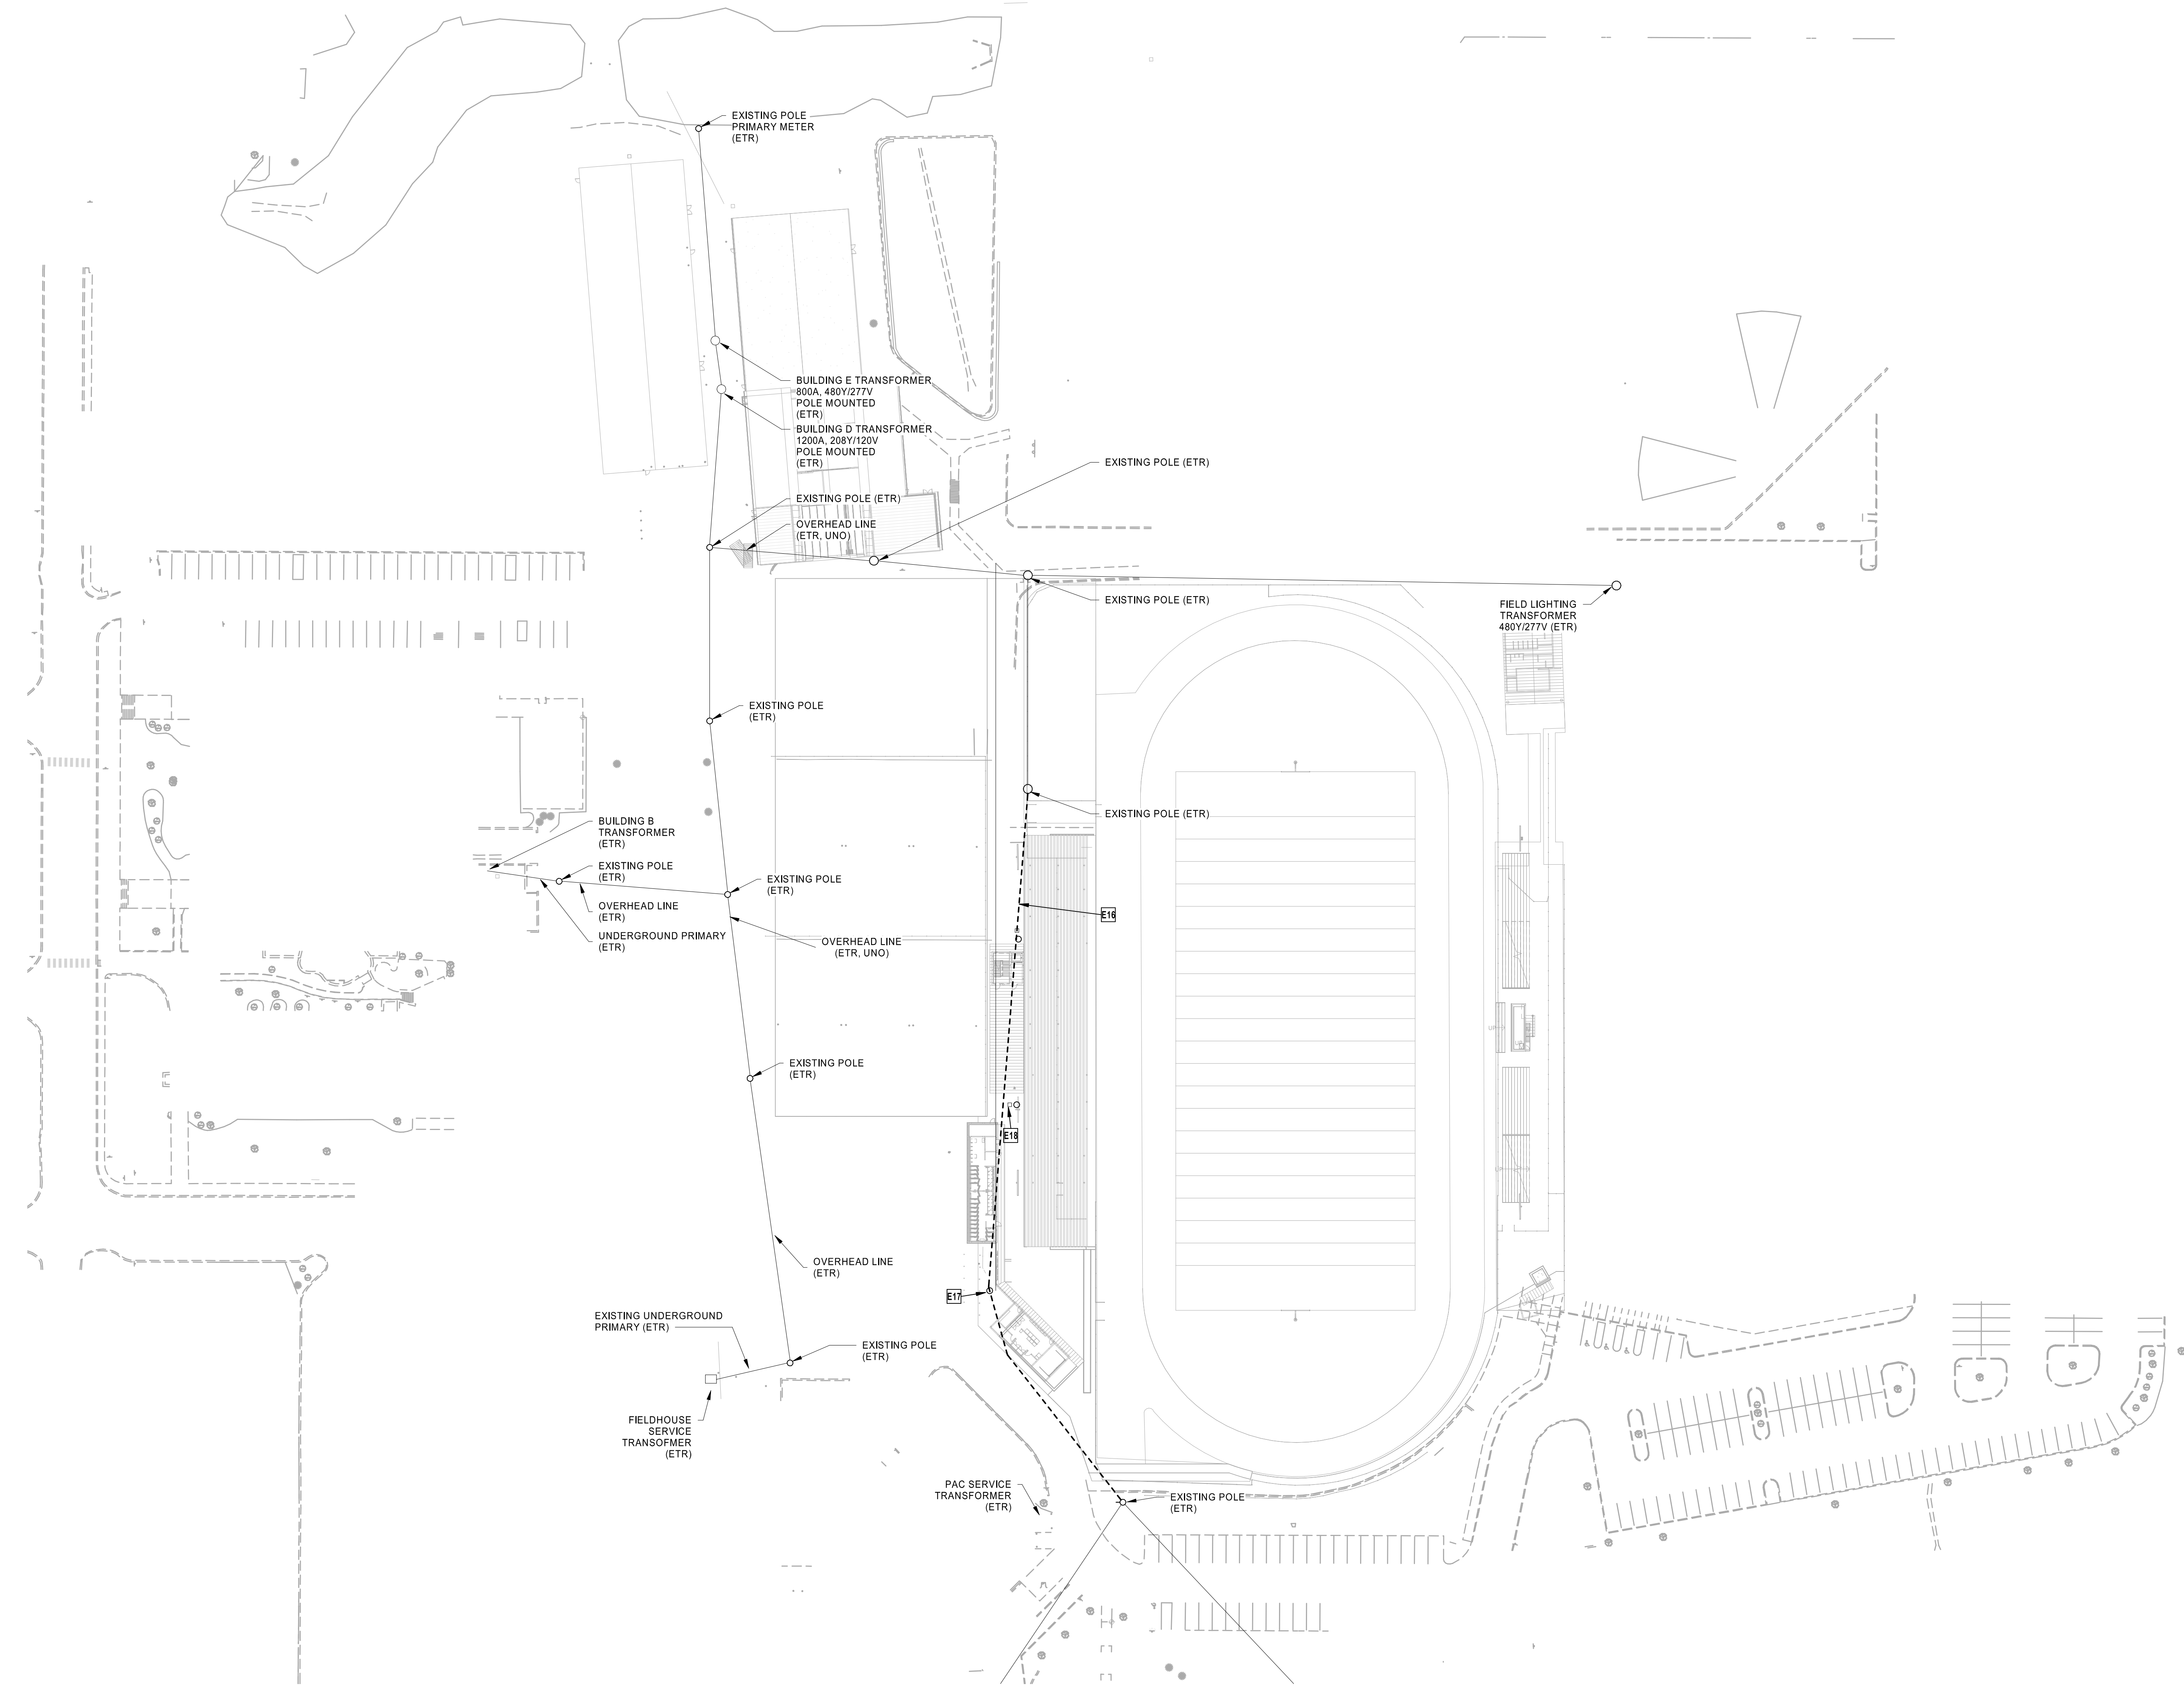 EXISTING POLE
PRIMARY METER
(ETR)
BUILDING E TRANSFORMER
800A, 480Y/277V
POLE MOUNTED
(ETR)
BUILDING D TRANSFORMER
1200A, 208Y/120V
POLE MOUNTED
(ETR)
EXISTING POLE (ETR)
EXISTING POLE (ETR)
OVERHEAD LINE
(ETR, UNO)
EXISTING POLE (ETR)
FIELD LIGHTING
TRANSFORMER
480Y/277V (ETR)
EXISTING POLE
(ETR)
EXISTING POLE (ETR)
BUILDING B
TRANSFORMER
(ETR)
EXISTING POLE
(ETR)
EXISTING POLE
(ETR)
OVERHEAD LINE
(ETR)
E16
UNDERGROUND PRIMARY
(ETR)
OVERHEAD LINE
(ETR, UNO)
EXISTING POLE
(ETR)
E18
OVERHEAD LINE
(ETR)
E17
EXISTING UNDERGROUND
PRIMARY (ETR)
EXISTING POLE
(ETR)
FIELDHOUSE
SERVICE
TRANSOFMER
(ETR)
PAC SERVICE
TRANSFORMER
(ETR)
EXISTING POLE
(ETR)